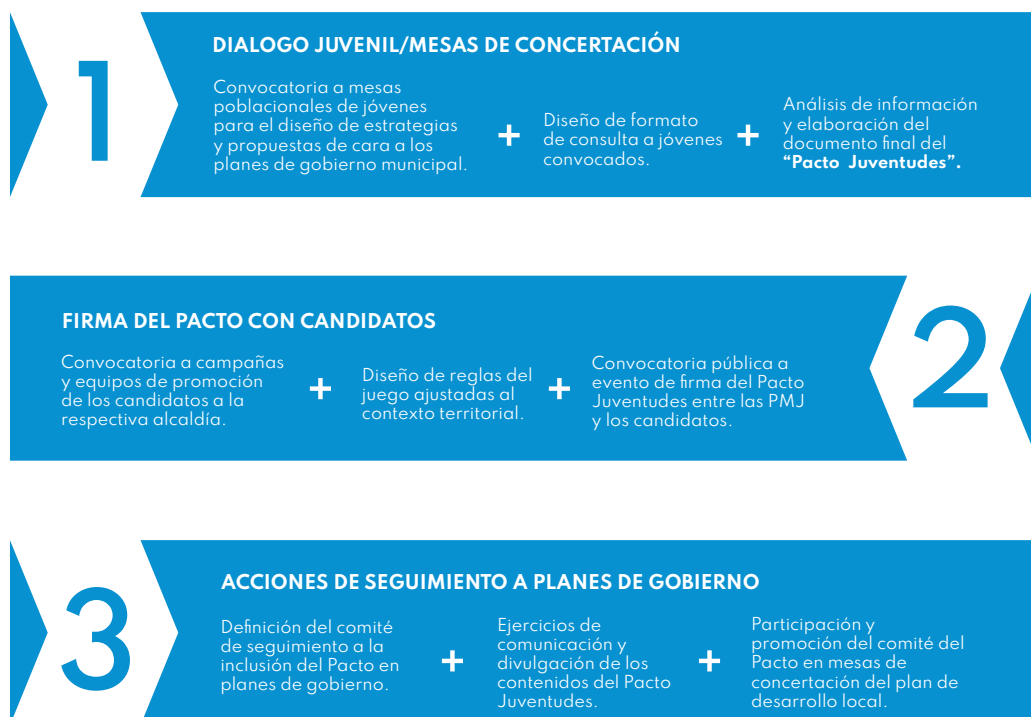 1
DIALOGO JUVENIL/MESAS DE CONCERTACIÓN
Convocatoria a mesas
poblacionales de jóvenes
para el diseño de estrategias
y propuestas de cara a los
planes de gobierno municipal.
+
Diseño de formato
de consulta a jóvenes
convocados.
+
Análisis de información
y elaboración del
documento final del
“Pacto Juventudes”.
2
FIRMA DEL PACTO CON CANDIDATOS
Convocatoria a campañas
y equipos de promoción
de los candidatos a la
respectiva alcaldía.
+
Diseño de reglas del
juego ajustadas al
contexto territorial.
+
Convocatoria pública a
evento de firma del Pacto
Juventudes entre las PMJ
y los candidatos.
3
ACCIONES DE SEGUIMIENTO A PLANES DE GOBIERNO
Definición del comité
de seguimiento a la
inclusión del Pacto en
planes de gobierno.
+
Ejercicios de
comunicación y
divulgación de los
contenidos del Pacto
Juventudes.
+
Participación y
promoción del comité del
Pacto en mesas de
concertación del plan de
desarrollo local.